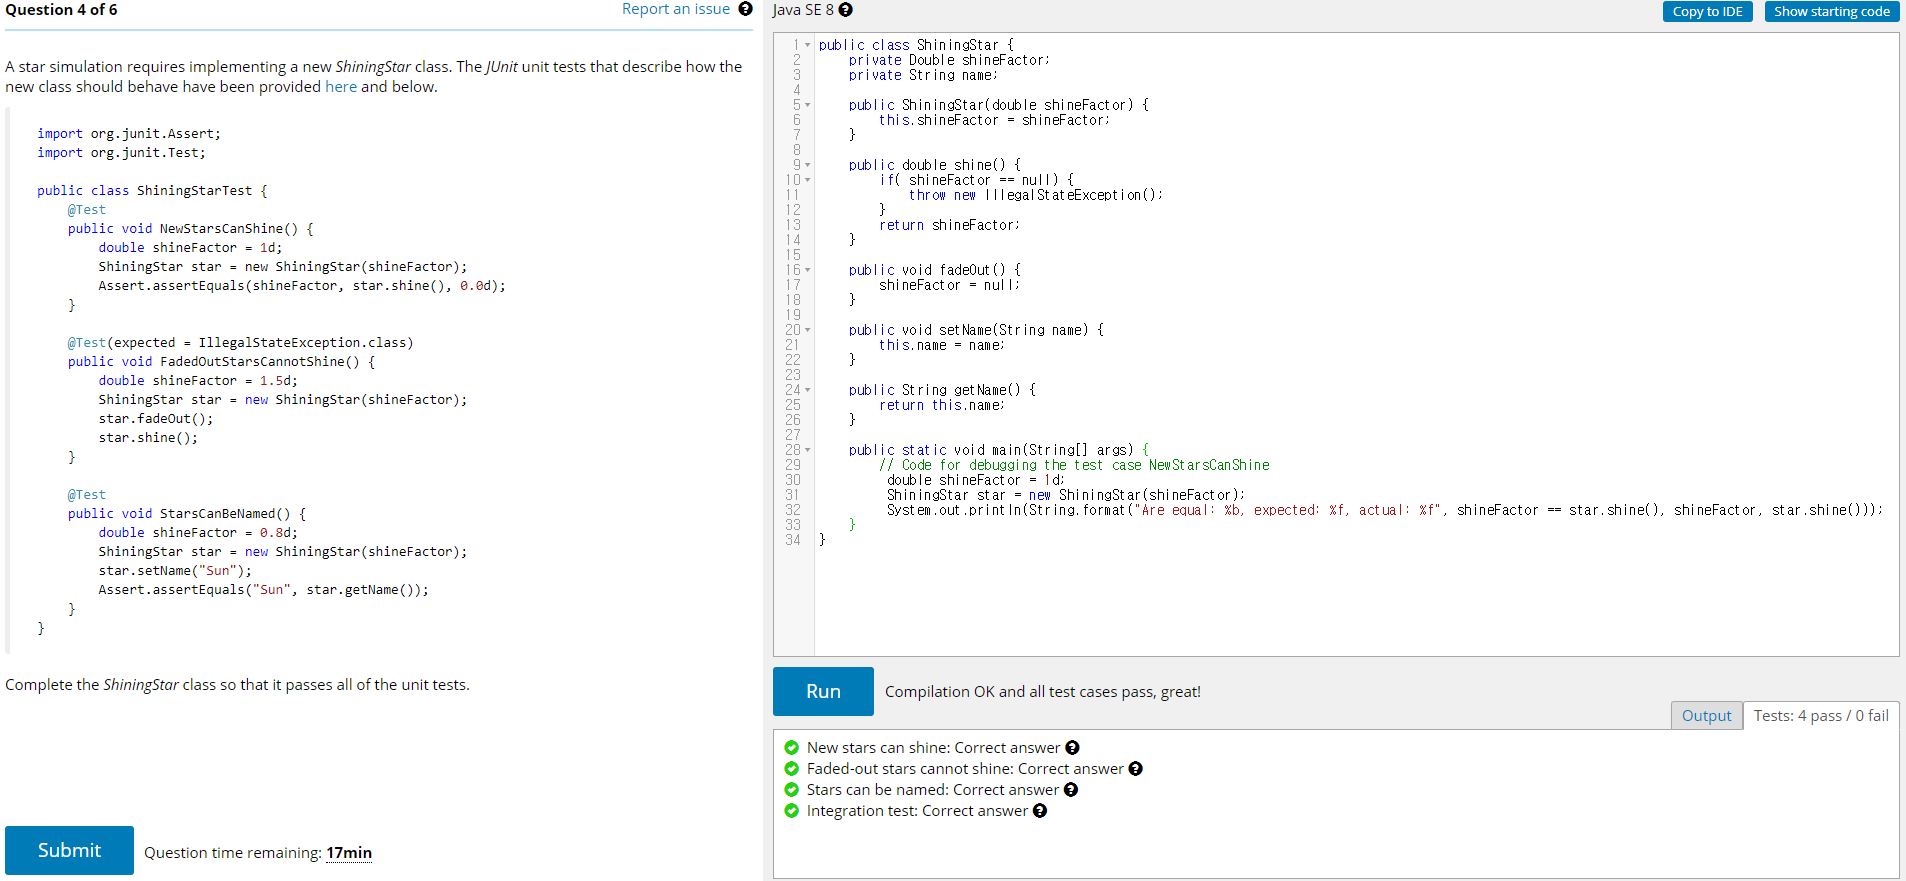 Question 4 of 6
Report an issue ?
A star simulation requires implementing a new ShiningStar class. The JUnit unit tests that describe how the
new class should behave have been provided here and below.
import org.junit.Assert;
import org.junit.Test;
public class ShiningStarTest {
@Test
public void NewStarsCanShine() {
double shineFactor = 1d;
ShiningStar star = new ShiningStar(shineFactor);
Assert.assertEquals(shineFactor, star.shine(), 0.0d);
}
@Test(expected = IllegalStateException.class)
public void FadedOutStarsCannotShine() {
double shineFactor = 1.5d;
ShiningStar star = new ShiningStar(shineFactor);
star.fadeOut();
star.shine();
}
@Test
public void StarsCanBeNamed() {
double shineFactor = 0.8d;
ShiningStar star = new ShiningStar(shineFactor);
star.setName("Sun");
Assert.assertEquals("Sun", star.getName());
}
}
Complete the ShiningStar class so that it passes all of the unit tests.
Submit
Question time remaining: 17min
Java SE 8 ?
Copy to IDE
Show starting code
1 public class ShiningStar {
2 private Double shineFactor;
3 private String name;
4
5 public ShiningStar(double shineFactor) {
6 this.shineFactor = shineFactor;
7 }
8
9 public double shine() {
10 if( shineFactor == null) {
11 throw new IllegalStateException();
12 }
13 return shineFactor;
14 }
15
16 public void fadeOut() {
17 shineFactor = null;
18 }
19
20 public void setName(String name) {
21 this.name = name;
22 }
23
24 public String getName() {
25 return this.name;
26 }
27
28 public static void main(String[] args) {
29 // Code for debugging the test case NewStarsCanShine
30 double shineFactor = 1d;
31 ShiningStar star = new ShiningStar(shineFactor);
32 System.out.println(String.format("Are equal: %b, expected: %f, actual: %f", shineFactor == star.shine(), shineFactor, star.shine()));
33 }
34 }
Run
Compilation OK and all test cases pass, great!
Output
Tests: 4 pass / 0 fail
New stars can shine: Correct answer ?
Faded-out stars cannot shine: Correct answer ?
Stars can be named: Correct answer ?
Integration test: Correct answer ?